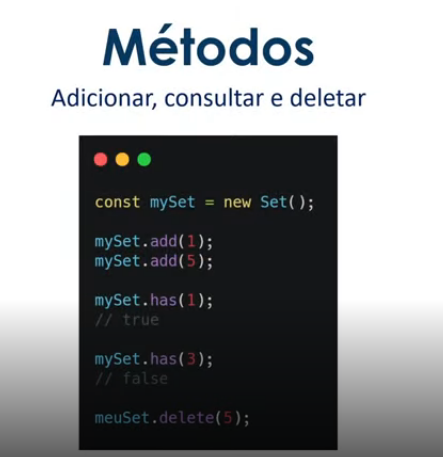 Métodos
Adicionar, consultar e deletar
const mySet = new Set();
mySet.add(1);
mySet.add(5);
mySet.has(1);
// true
mySet.has(3);
// false
meuSet.delete(5);